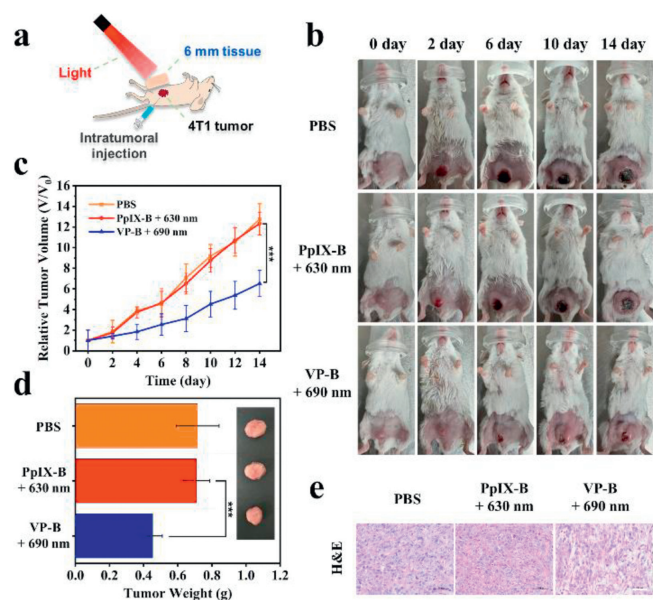 a
Light
6 mm tissue
4T1 tumor
Intratumoral
injection
b
0 day 2 day 6 day 10 day 14 day
PBS
PpIX-B
+ 630 nm
VP-B
+ 690 nm
c
Relative Tumor Volume (V/V₀)
16
14
12
10
8
6
4
2
0
PBS
PpIX-B + 630 nm
VP-B + 690 nm
***
0 2 4 6 8 10 12 14
Time (day)
d
PBS
PpIX-B
+ 630 nm
VP-B
+ 690 nm
***
0.0 0.2 0.4 0.6 0.8 1.0 1.2
Tumor Weight (g)
e
PBS PpIX-B VP-B
+ 630 nm + 690 nm
H&E